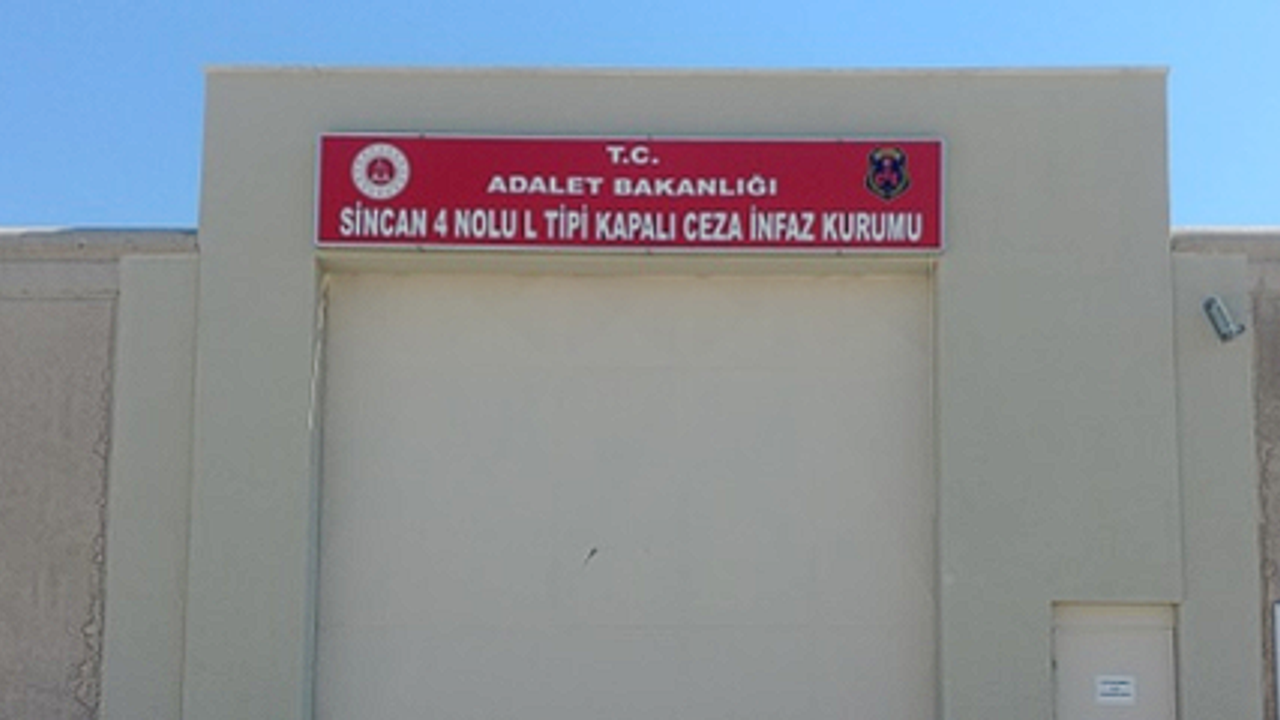 T.C.
ADALET BAKANLIĞI
SİNCAN 4 NOLU L TİPİ KAPALI CEZA İNFAZ KURUMU